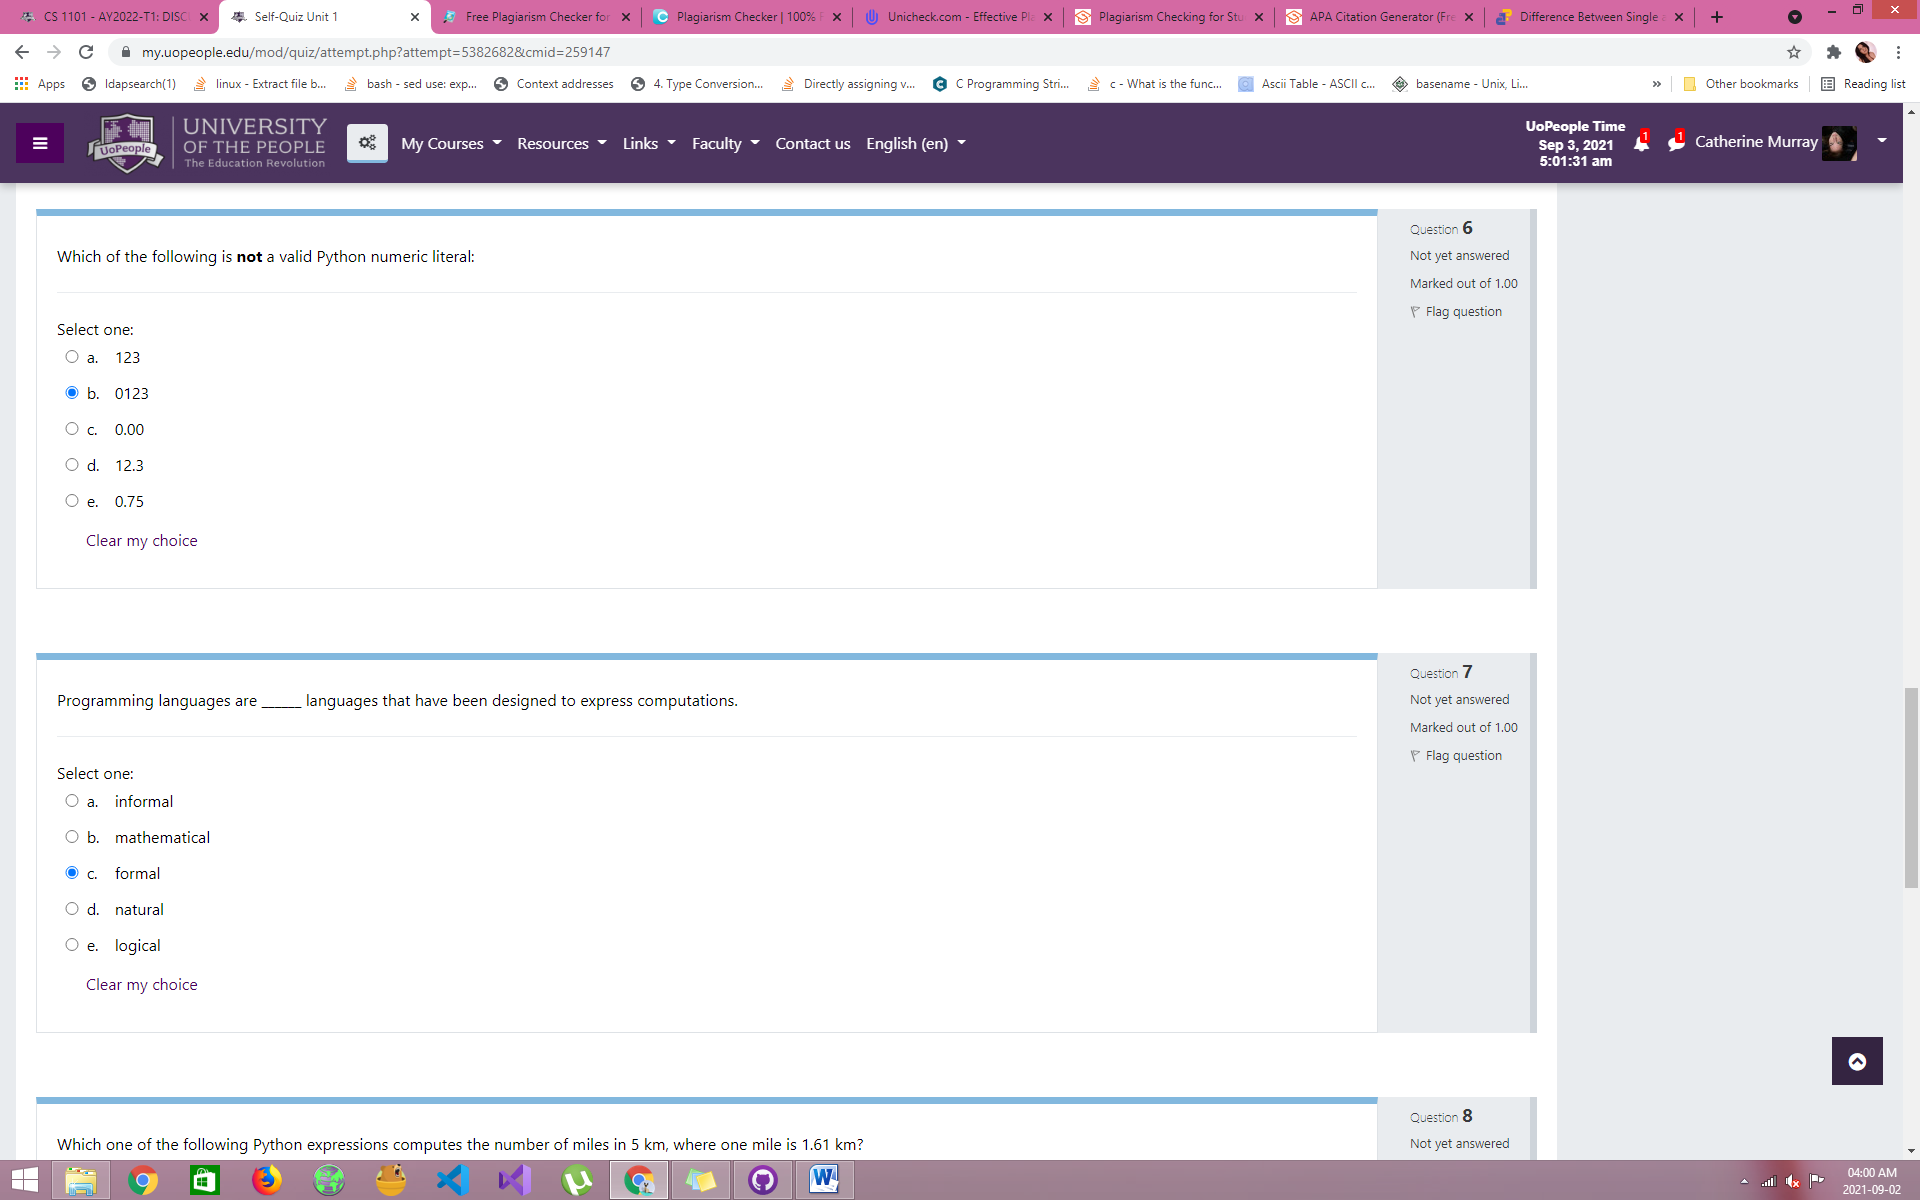 CS 1101 - AY2022-T1: DISC
Self-Quiz Unit 1
Free Plagiarism Checker for
Plagiarism Checker | 100% F
Unicheck.com - Effective Pla
Plagiarism Checking for Stu
APA Citation Generator (Fre
Difference Between Single a
my.uopeople.edu/mod/quiz/attempt.php?attempt=5382682&cmid=259147
Apps
ldapsearch(1)
linux - Extract file b...
bash - sed use: exp...
Context addresses
4. Type Conversion...
Directly assigning v...
C Programming Stri...
c - What is the func...
Ascii Table - ASCII c...
basename - Unix, Li...
»
Other bookmarks
Reading list
UoPeople
UNIVERSITY
OF THE PEOPLE
The Education Revolution
My Courses
Resources
Links
Faculty
Contact us
English (en)
UoPeople Time
Sep 3, 2021
5:01:31 am
1
1
Catherine Murray
Which of the following is not a valid Python numeric literal:
Select one:
a. 123
b. 0123
c. 0.00
d. 12.3
e. 0.75
Clear my choice
Question 6
Not yet answered
Marked out of 1.00
Flag question
Programming languages are ______ languages that have been designed to express computations.
Select one:
a. informal
b. mathematical
c. formal
d. natural
e. logical
Clear my choice
Question 7
Not yet answered
Marked out of 1.00
Flag question
Which one of the following Python expressions computes the number of miles in 5 km, where one mile is 1.61 km?
Question 8
Not yet answered
04:00 AM
2021-09-02